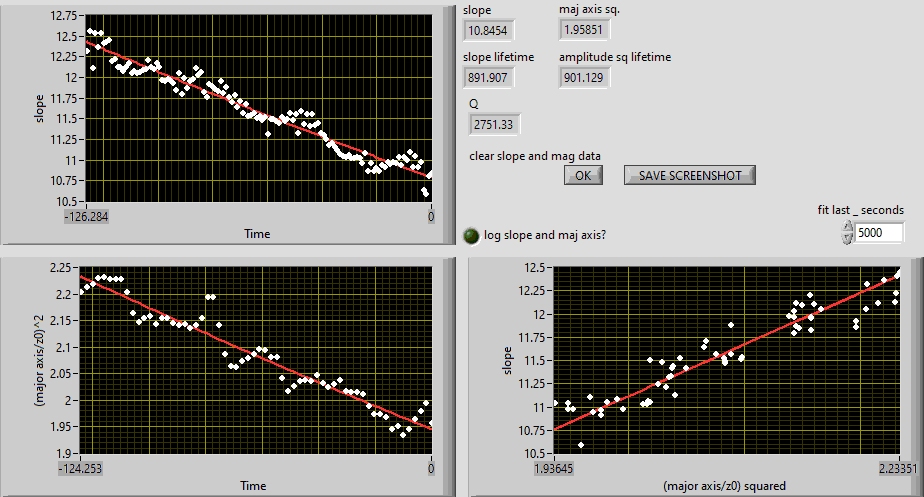 12.75
12.5
12.25
12
11.75
11.5
11.25
11
10.75
10.5
slope
-126.284
0
Time
slope
10.8454
maj axis sq.
1.95851
slope lifetime
891.907
amplitude sq lifetime
901.129
Q
2751.33
clear slope and mag data
OK
SAVE SCREENSHOT
fit last _ seconds
5000
log slope and maj axis?
2.25
2.2
2.15
2.1
2.05
2
1.95
1.9
(major axis/z0)^2
-124.253
0
Time
12.5
12.25
12
11.75
11.5
11.25
11
10.75
10.5
slope
1.93645
2.23351
(major axis/z0) squared